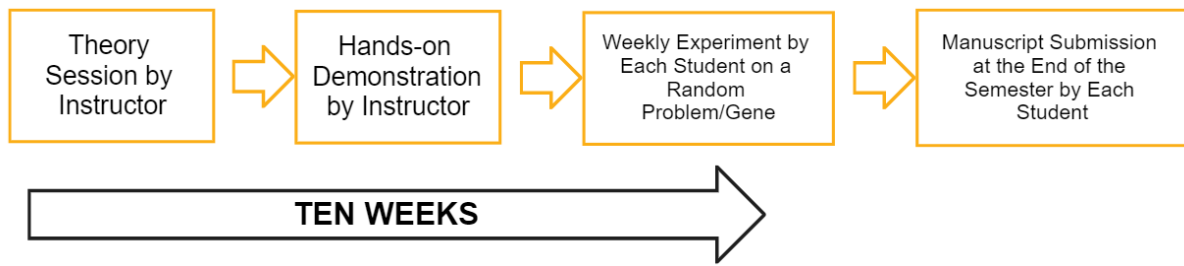 Theory
Session by
Instructor
Hands-on
Demonstration
by Instructor
Weekly Experiment by
Each Student on a
Random
Problem/Gene
Manuscript Submission
at the End of the
Semester by Each
Student
TEN WEEKS